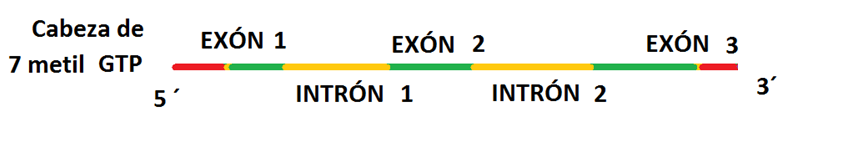 Cabeza de
7 metil GTP
EXÓN 1
EXÓN 2
EXÓN 3
5 ´
INTRÓN 1
INTRÓN 2
3´